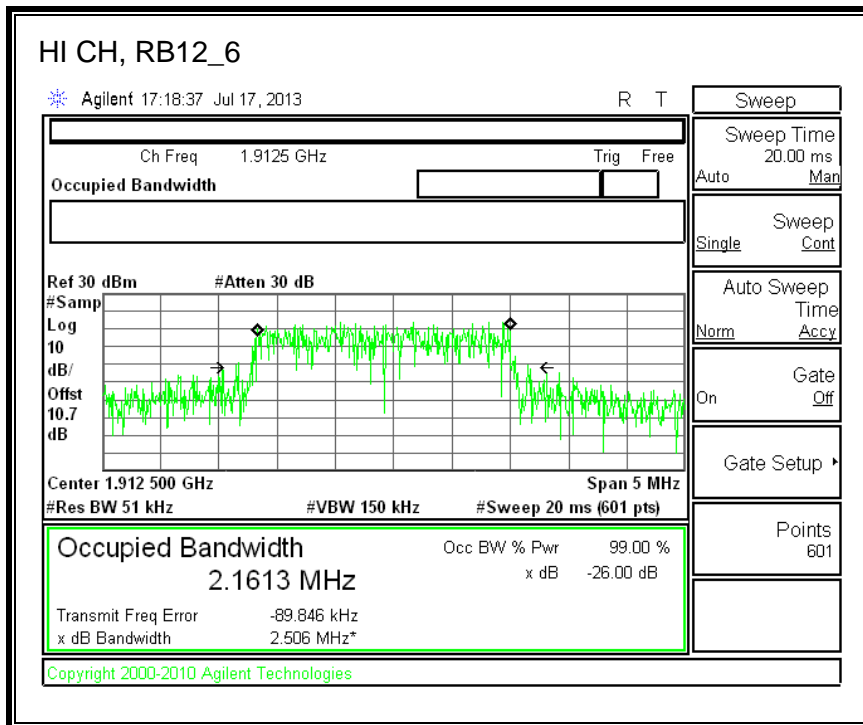 HI CH, RB12_6
Agilent 17:18:37 Jul 17, 2013 R T
Ch Freq 1.9125 GHz Trig Free
Occupied Bandwidth
Ref 30 dBm #Atten 30 dB
#Samp
Log
10
dB/
Offst
10.7
dB
Center 1.912 500 GHz Span 5 MHz
#Res BW 51 kHz #VBW 150 kHz #Sweep 20 ms (601 pts)
Occupied Bandwidth Occ BW % Pwr 99.00 %
2.1613 MHz x dB -26.00 dB
Transmit Freq Error -89.846 kHz
x dB Bandwidth 2.506 MHz*
Copyright 2000-2010 Agilent Technologies
Sweep
Sweep Time
20.00 ms
Auto Man
Sweep
Single Cont
Auto Sweep
Time
Norm Accy
Gate
On Off
Gate Setup
Points
601